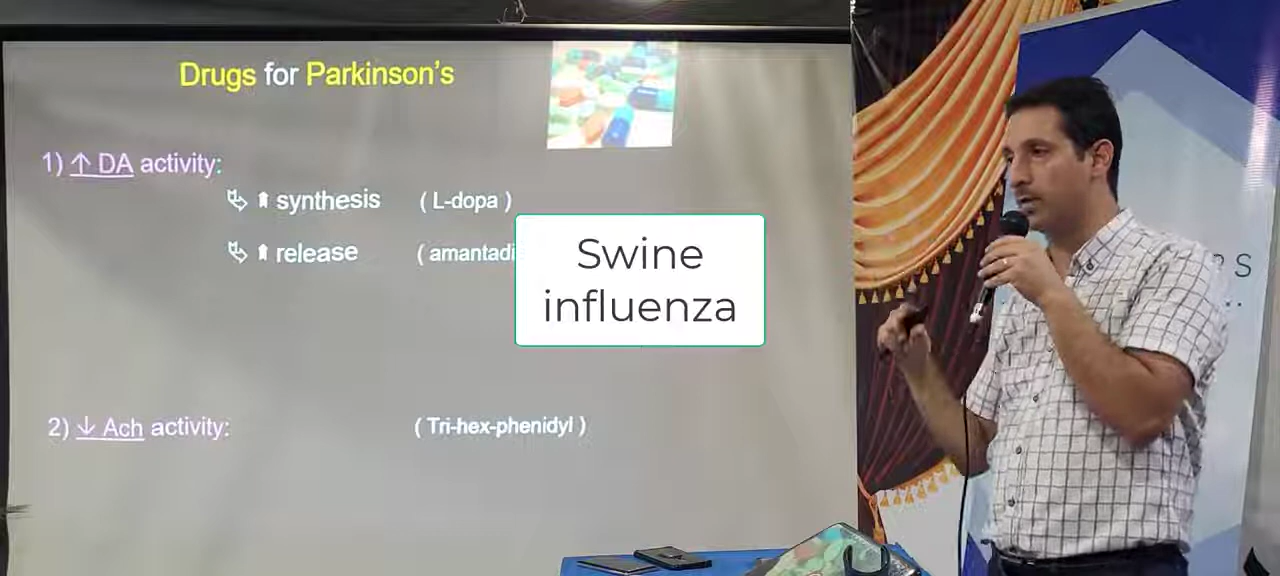 Drugs for Parkinson's
1) ↑ DA activity:
⬆ synthesis ( L-dopa )
⬆ release ( amantadi
Swine
influenza
2) ↓ Ach activity: ( Tri-hex-phenidyl )
S